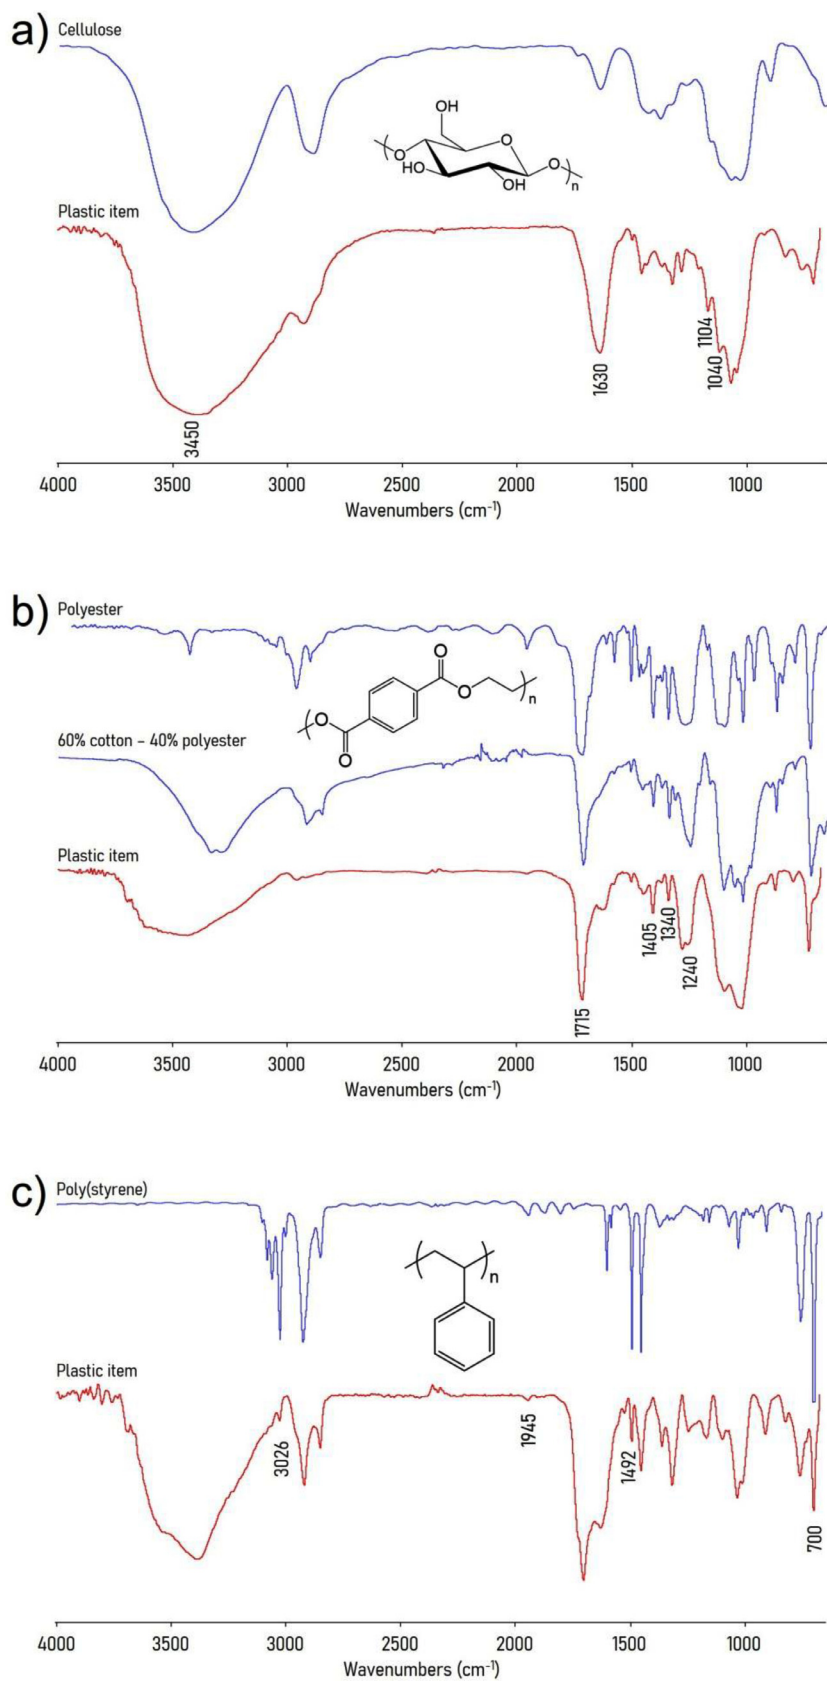 a)
Cellulose
OH
O
O
O
HO
HO
OH
n
Plastic item
3450
1630
1104
1040
4000 3500 3000 2500 2000 1500 1000
Wavenumbers (cm⁻¹)
b)
Polyester
O
O
O
O
n
60% cotton – 40% polyester
Plastic item
1715
1405
1340
1240
4000 3500 3000 2500 2000 1500 1000
Wavenumbers (cm⁻¹)
c)
Poly(styrene)
n
Plastic item
3026
1945
1492
700
4000 3500 3000 2500 2000 1500 1000
Wavenumbers (cm⁻¹)